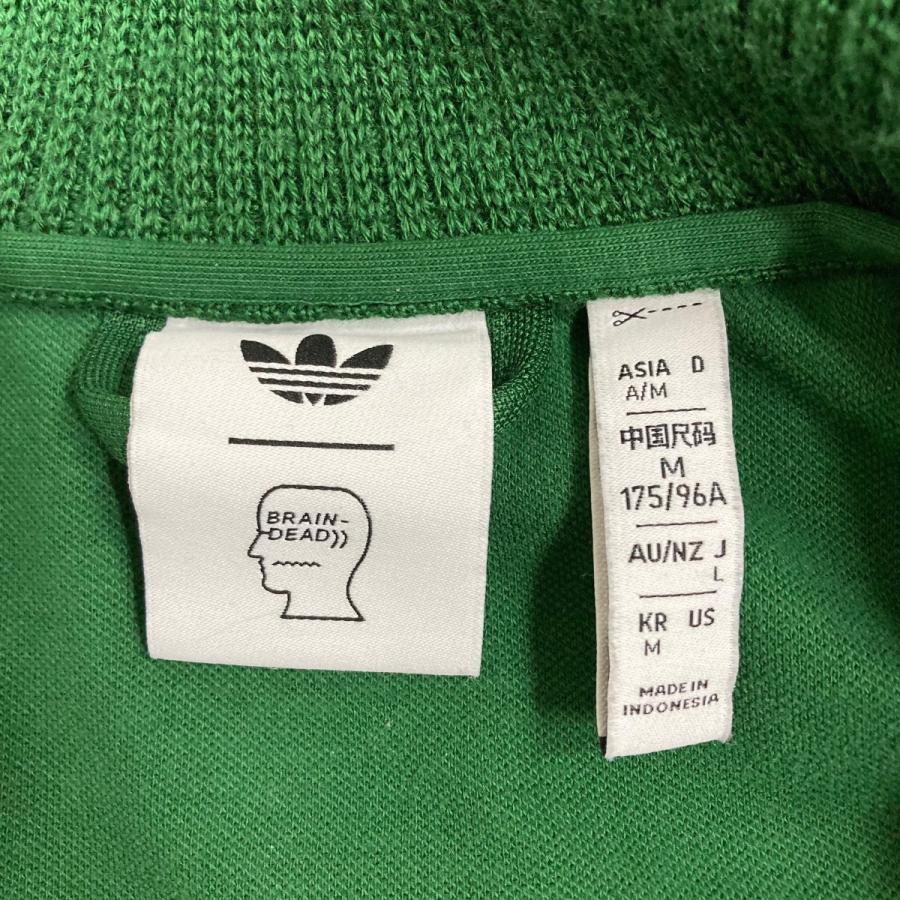 BRAIN-
DEAD))
ASIA D
A/M
中国尺码
M
175/96A
AU/NZ J
L
KR US
M
MADE IN
INDONESIA